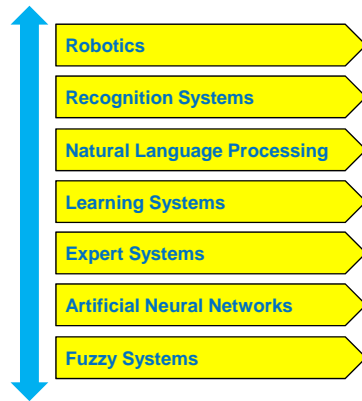 Robotics
Recognition Systems
Natural Language Processing
Learning Systems
Expert Systems
Artificial Neural Networks
Fuzzy Systems